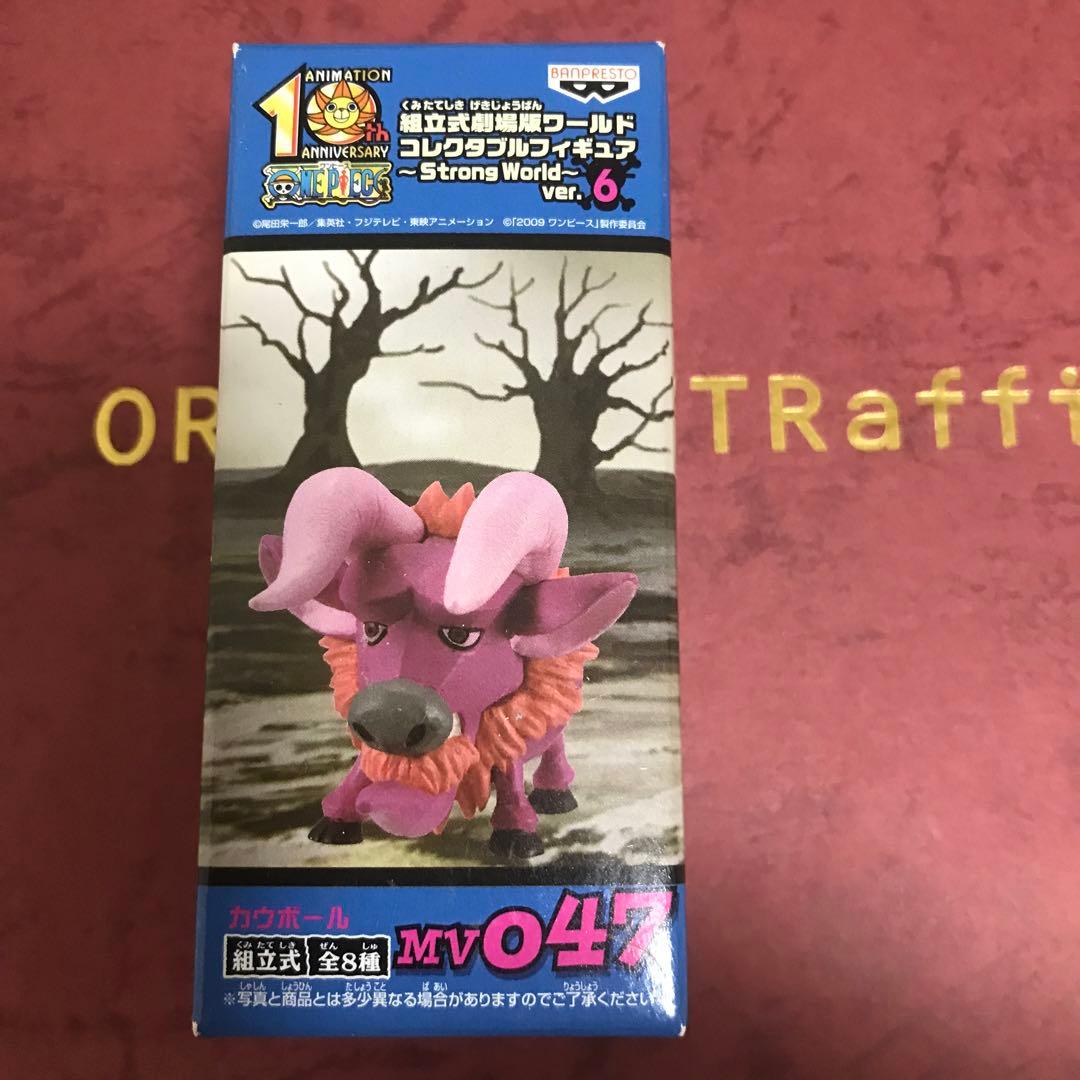 ANIMATION
10th
ANNIVERSARY
ワンピース
ONE PIECE
BANPRESTO
くみたてしき げきじょうばん
組立式劇場版ワールド
コレクタブルフィギュア
～Strong World～
ver. 6
©尾田栄一郎／集英社・フジテレビ・東映アニメーション ©「2009 ワンピース」製作委員会
OR
TRaffi
カウボール
MV047
くみ たて しき ぜん しゅ
組立式 全8種
しゃしん しょうひん たしょうこと ばあい りょうしょう
※写真と商品とは多少異なる場合がありますのでご了承ください。